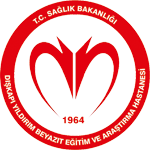 T.C. SAĞLIK BAKANLIĞI
1964
DIŞKAPI YILDIRIM BEYAZIT EĞİTİM VE ARAŞTIRMA HASTANESİ